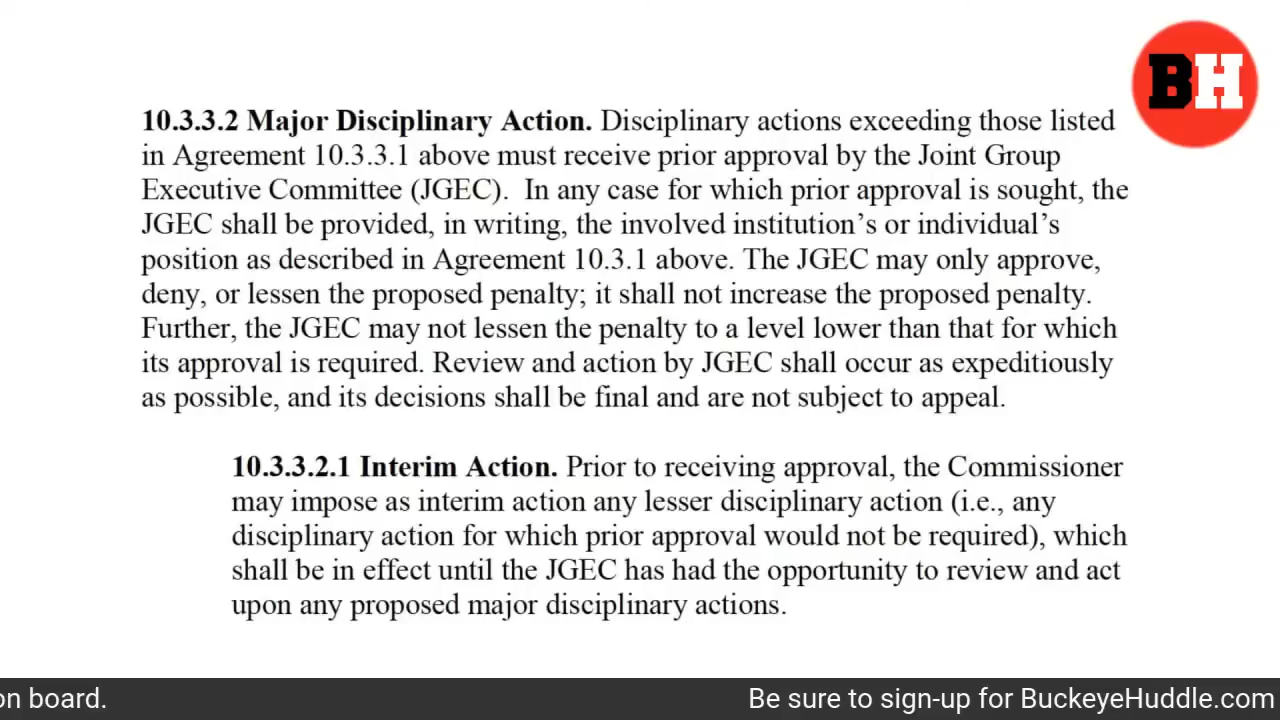 BH
10.3.3.2 Major Disciplinary Action. Disciplinary actions exceeding those listed
in Agreement 10.3.3.1 above must receive prior approval by the Joint Group
Executive Committee (JGEC).  In any case for which prior approval is sought, the
JGEC shall be provided, in writing, the involved institution’s or individual’s
position as described in Agreement 10.3.1 above. The JGEC may only approve,
deny, or lessen the proposed penalty; it shall not increase the proposed penalty.
Further, the JGEC may not lessen the penalty to a level lower than that for which
its approval is required. Review and action by JGEC shall occur as expeditiously
as possible, and its decisions shall be final and are not subject to appeal.
10.3.3.2.1 Interim Action. Prior to receiving approval, the Commissioner
may impose as interim action any lesser disciplinary action (i.e., any
disciplinary action for which prior approval would not be required), which
shall be in effect until the JGEC has had the opportunity to review and act
upon any proposed major disciplinary actions.
on board. Be sure to sign-up for BuckeyeHuddle.com